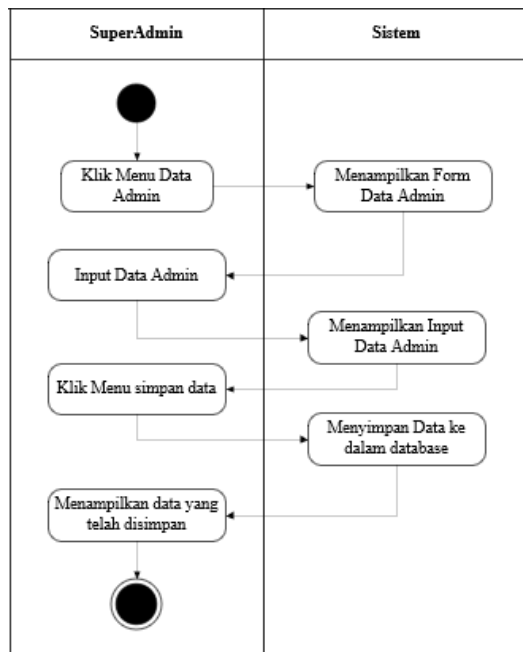 SuperAdmin
Sistem
Klik Menu Data
Admin
Menampilkan Form
Data Admin
Input Data Admin
Menampilkan Input
Data Admin
Klik Menu simpan data
Menyimpan Data ke
dalam database
Menampilkan data yang
telah disimpan